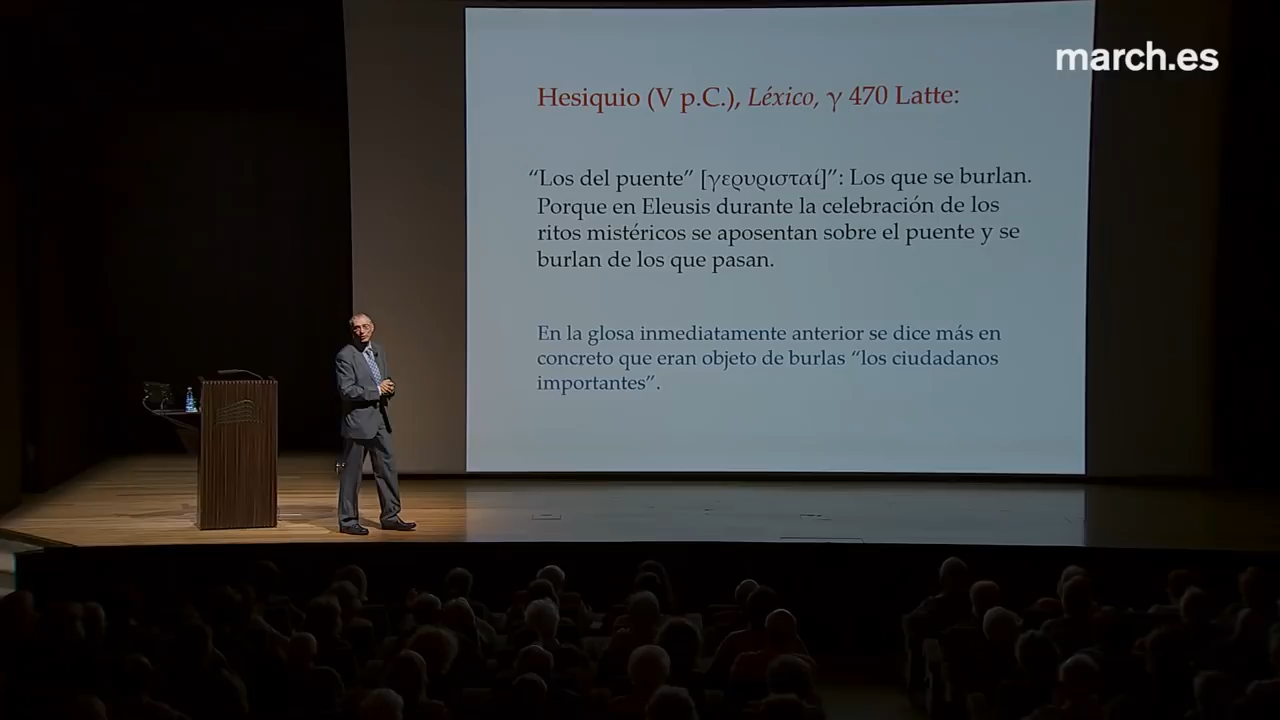 march.es
Hesiquio (V p.C.), Léxico, γ 470 Latte:
“Los del puente” [γερυρισταί]”: Los que se burlan.
Porque en Eleusis durante la celebración de los
ritos mistéricos se aposentan sobre el puente y se
burlan de los que pasan.
En la glosa inmediatamente anterior se dice más en
concreto que eran objeto de burlas “los ciudadanos
importantes”.